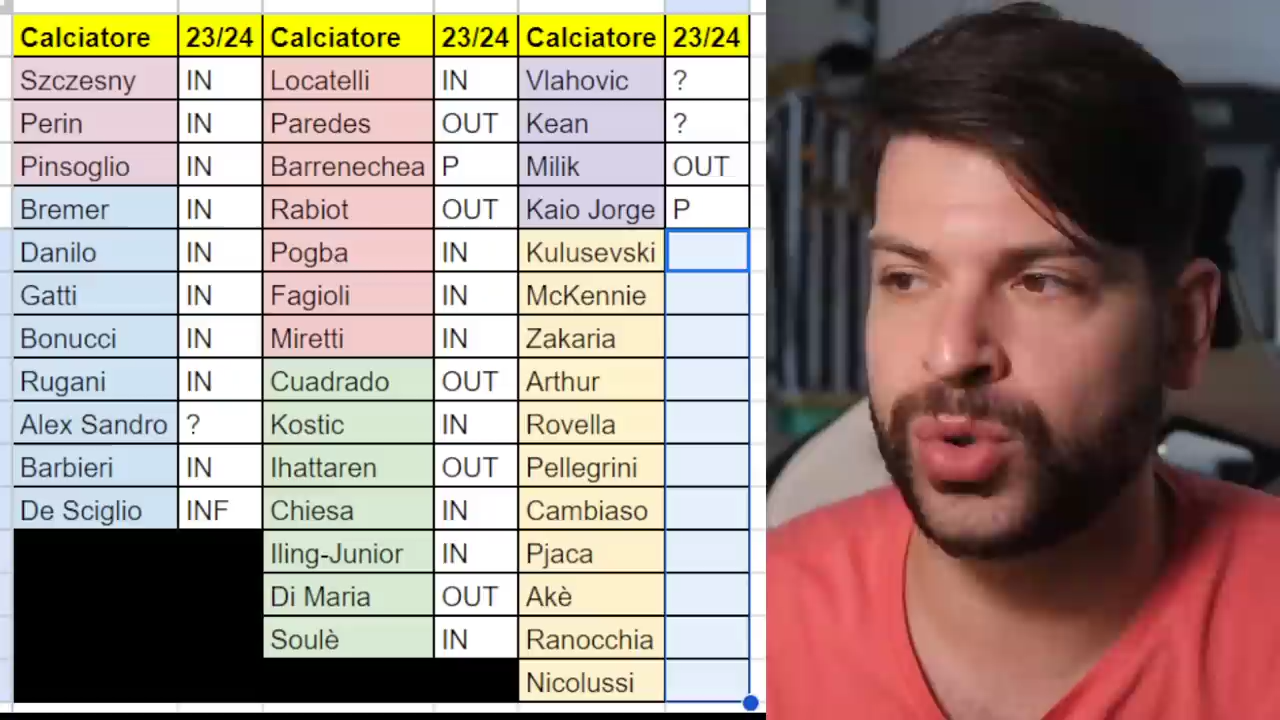 Calciatore 23/24 Calciatore 23/24 Calciatore 23/24
Szczesny IN Locatelli IN Vlahovic ?
Perin IN Paredes OUT Kean ?
Pinsoglio IN Barrenechea P Milik OUT
Bremer IN Rabiot OUT Kaio Jorge P
Danilo IN Pogba IN Kulusevski
Gatti IN Fagioli IN McKennie
Bonucci IN Miretti IN Zakaria
Rugani IN Cuadrado OUT Arthur
Alex Sandro ? Kostic IN Rovella
Barbieri IN Ihattaren OUT Pellegrini
De Sciglio INF Chiesa IN Cambiaso
Iling-Junior IN Pjaca
Di Maria OUT Akè
Soulè IN Ranocchia
Nicolussi